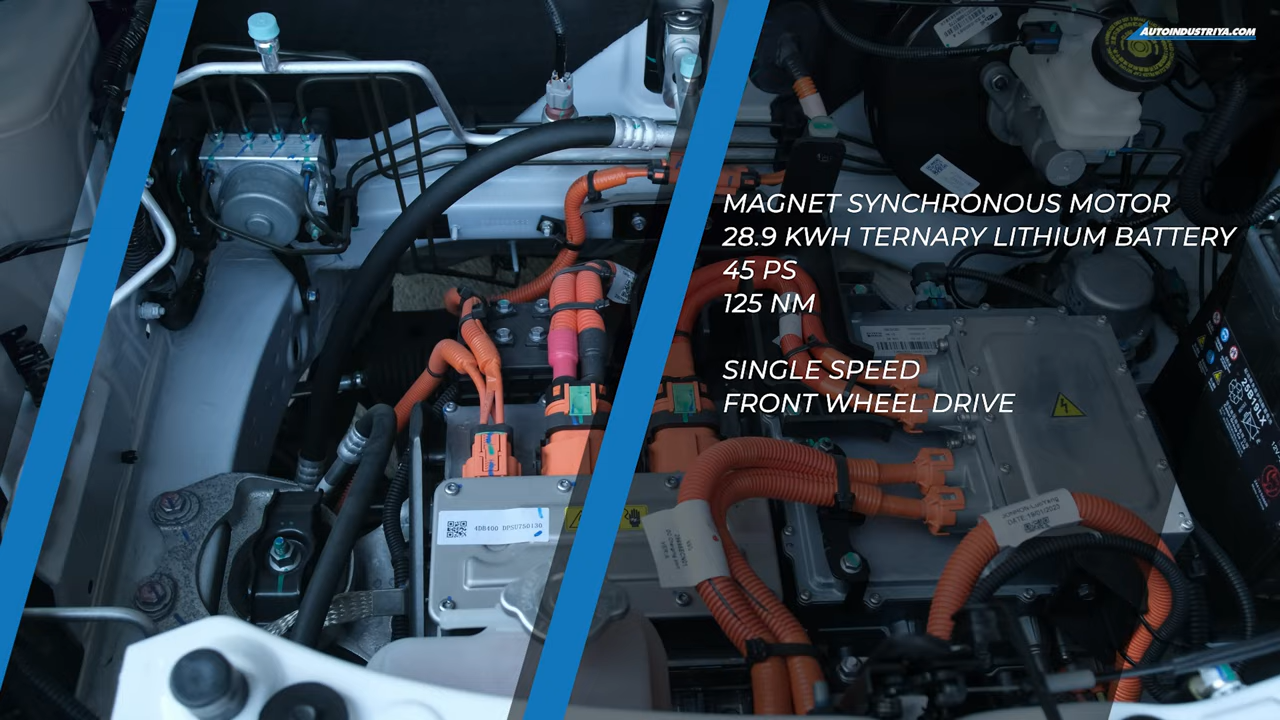 AUTOINDUSTRIYA.COM
MAGNET SYNCHRONOUS MOTOR
28.9 KWH TERNARY LITHIUM BATTERY
45 PS
125 NM
SINGLE SPEED
FRONT WHEEL DRIVE